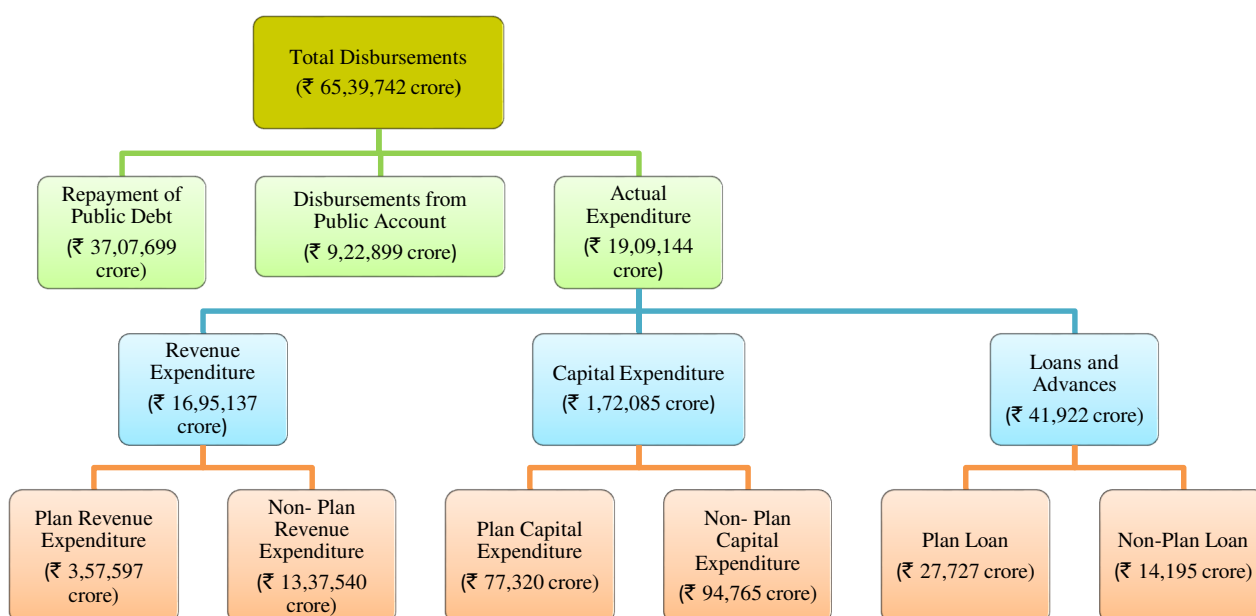 Total Disbursements
(₹ 65,39,742 crore)
Repayment of
Public Debt
(₹ 37,07,699
crore)
Disbursements from
Public Account
(₹ 9,22,899 crore)
Actual
Expenditure
(₹ 19,09,144
crore)
Revenue
Expenditure
(₹ 16,95,137
crore)
Capital Expenditure
(₹ 1,72,085 crore)
Loans and
Advances
(₹ 41,922 crore)
Plan Revenue
Expenditure
(₹ 3,57,597
crore)
Non- Plan
Revenue
Expenditure
(₹ 13,37,540
crore)
Plan Capital
Expenditure
(₹ 77,320 crore)
Non- Plan
Capital
Expenditure
(₹ 94,765 crore)
Plan Loan
(₹ 27,727 crore)
Non-Plan Loan
(₹ 14,195 crore)